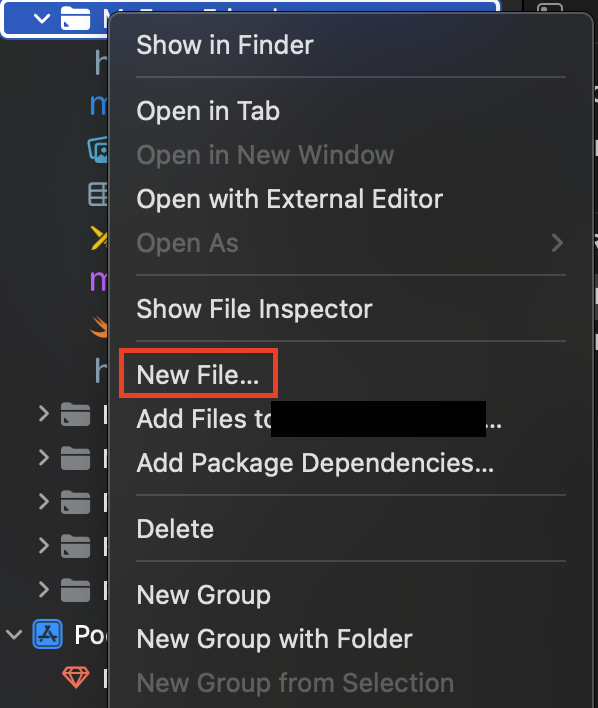 Show in Finder
Open in Tab
Open in New Window
Open with External Editor
Open As
Show File Inspector
New File...
Add Files to ...
Add Package Dependencies...
Delete
New Group
New Group with Folder
New Group from Selection